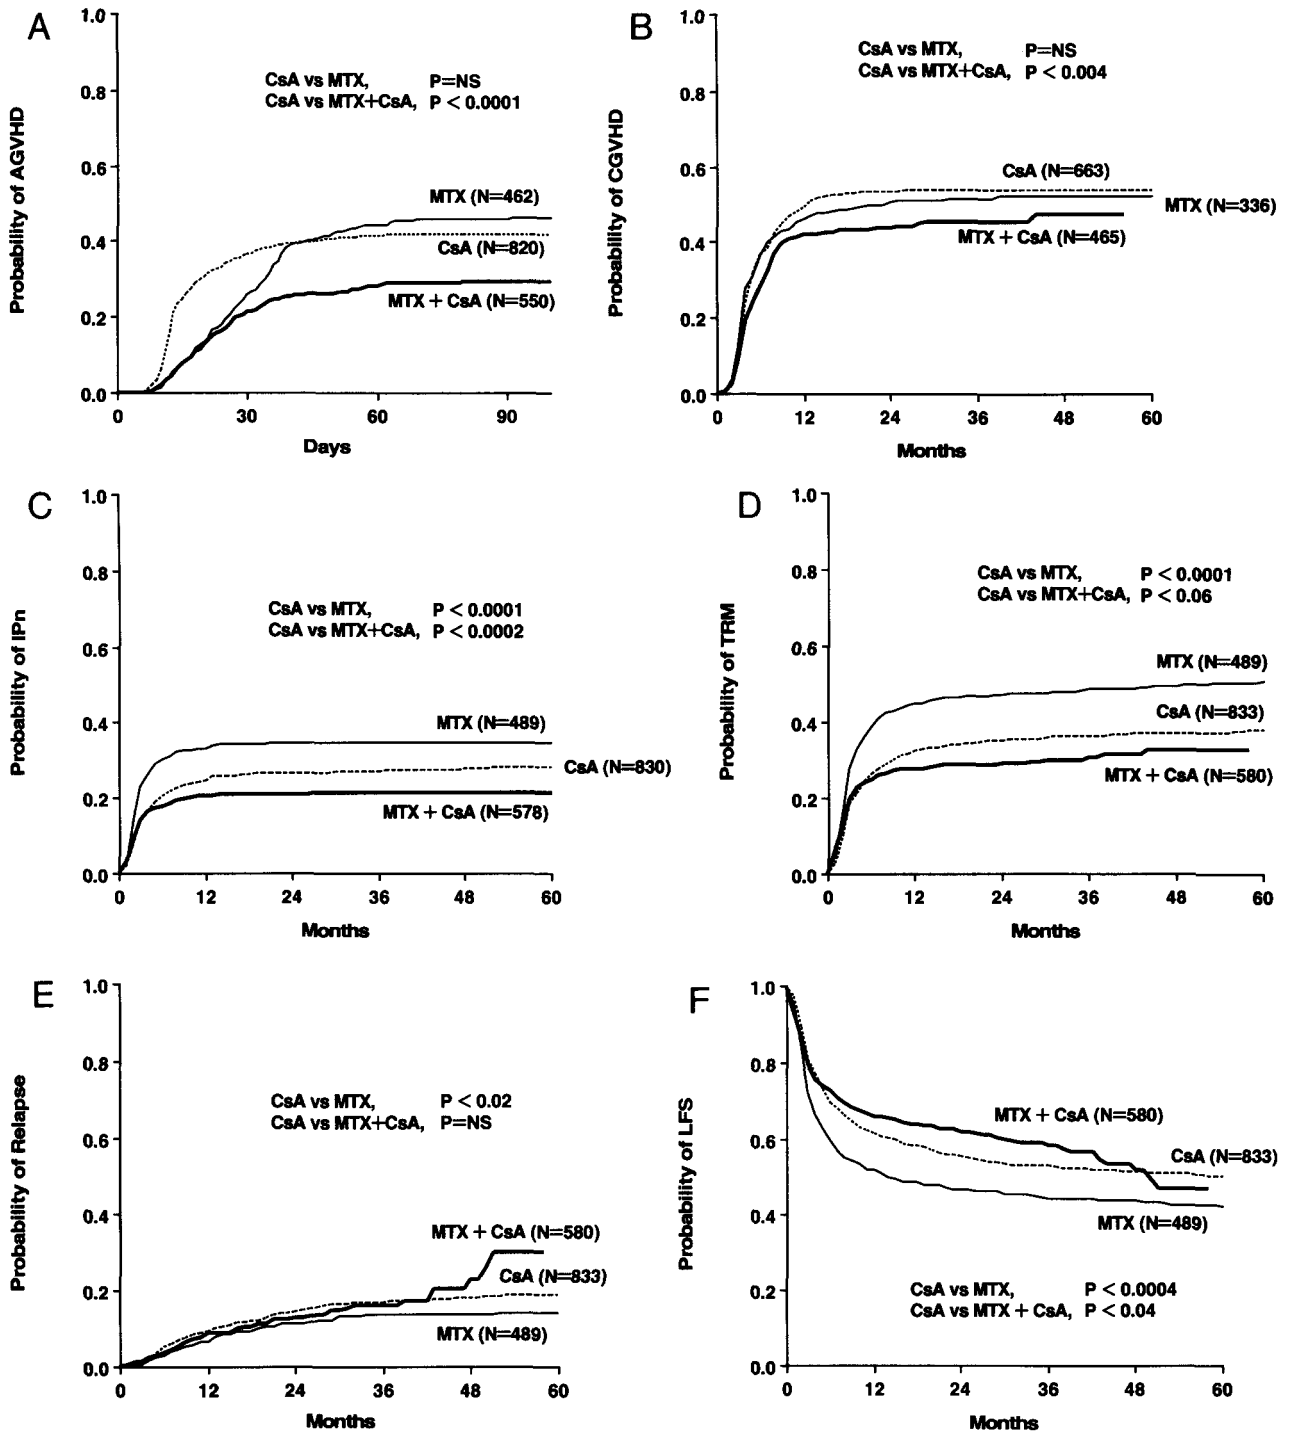 A
1.0
0.8
0.6
0.4
0.2
0.0
Probability of AGVHD
CsA vs MTX, P=NS
CsA vs MTX+CsA, P < 0.0001
MTX (N=462)
CsA (N=820)
MTX + CsA (N=550)
0 30 60 90
Days
B
1.0
0.8
0.6
0.4
0.2
0.0
Probability of CGVHD
CsA vs MTX, P=NS
CsA vs MTX+CsA, P < 0.004
CsA (N=663)
MTX (N=336)
MTX + CsA (N=465)
0 12 24 36 48 60
Months
C
1.0
0.8
0.6
0.4
0.2
0.0
Probability of IPn
CsA vs MTX, P < 0.0001
CsA vs MTX+CsA, P < 0.0002
MTX (N=489)
CsA (N=830)
MTX + CsA (N=578)
0 12 24 36 48 60
Months
D
1.0
0.8
0.6
0.4
0.2
0.0
Probability of TRM
CsA vs MTX, P < 0.0001
CsA vs MTX+CsA, P < 0.06
MTX (N=489)
CsA (N=833)
MTX + CsA (N=580)
0 12 24 36 48 60
Months
E
1.0
0.8
0.6
0.4
0.2
0.0
Probability of Relapse
CsA vs MTX, P < 0.02
CsA vs MTX+CsA, P=NS
MTX + CsA (N=580)
CsA (N=833)
MTX (N=489)
0 12 24 36 48 60
Months
F
1.0
0.8
0.6
0.4
0.2
0.0
Probability of LFS
MTX + CsA (N=580)
CsA (N=833)
MTX (N=489)
CsA vs MTX, P < 0.0004
CsA vs MTX + CsA, P < 0.04
0 12 24 36 48 60
Months